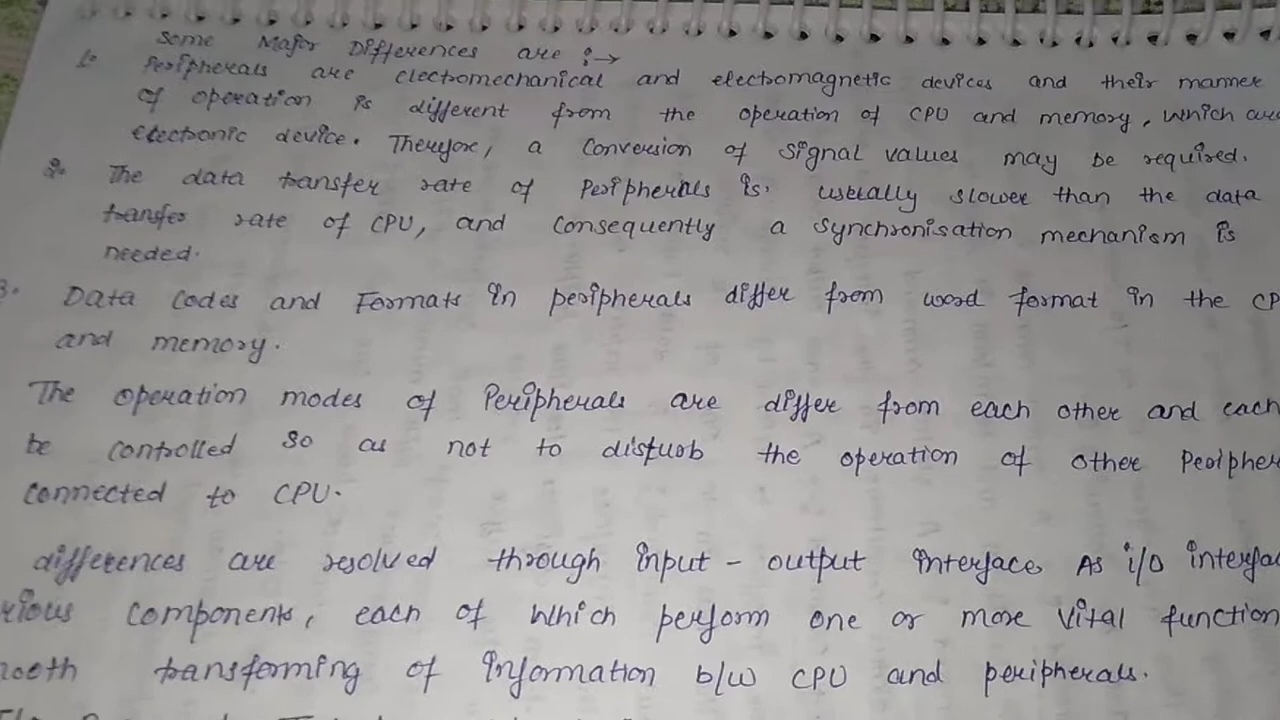 Some Major Differences are :→
1. Peripherals are electromechanical and electromagnetic devices and their manner
of operation is different from the operation of CPU and memory, which are
electronic device. Therefore, a conversion of signal values may be required.
2. The data transfer rate of Peripherals is usually slower than the data
transfer rate of CPU, and consequently a synchronisation mechanism is
needed.
3. Data codes and Formats in peripherals differ from word format in the CP
and memory.
The operation modes of Peripherals are differ from each other and each
be controlled so as not to disturb the operation of other Peripher
connected to CPU.
differences are resolved through input - output interface As i/o interfac
rious components, each of which perform one or more vital function
mooth transforming of information b/w CPU and peripherals.